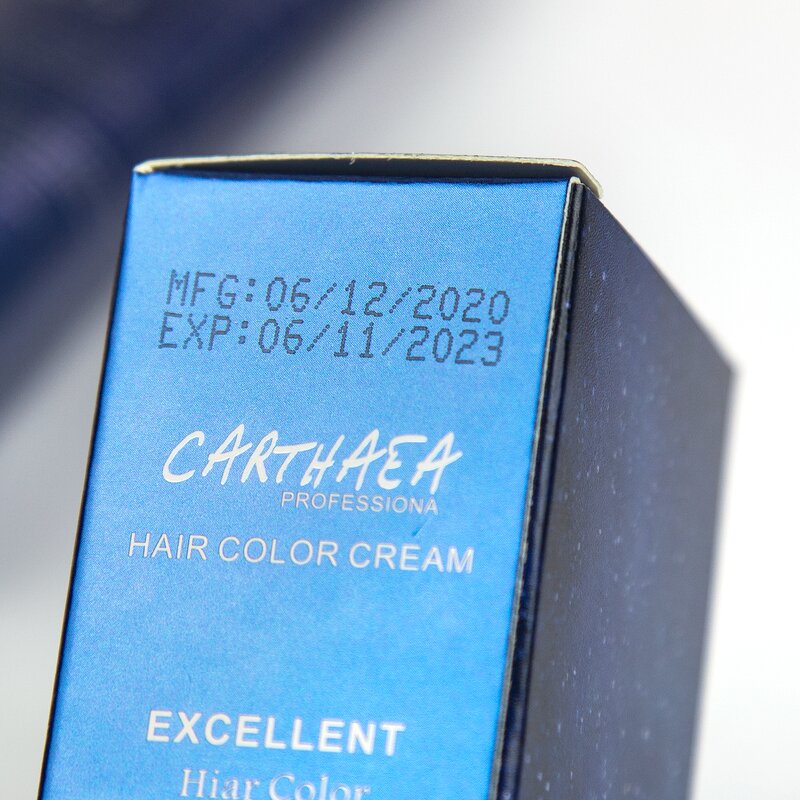 MFG:06/12/2020
EXP:06/11/2023
CARTHAEA
PROFESSIONA
HAIR COLOR CREAM
EXCELLENT
Hiar Color